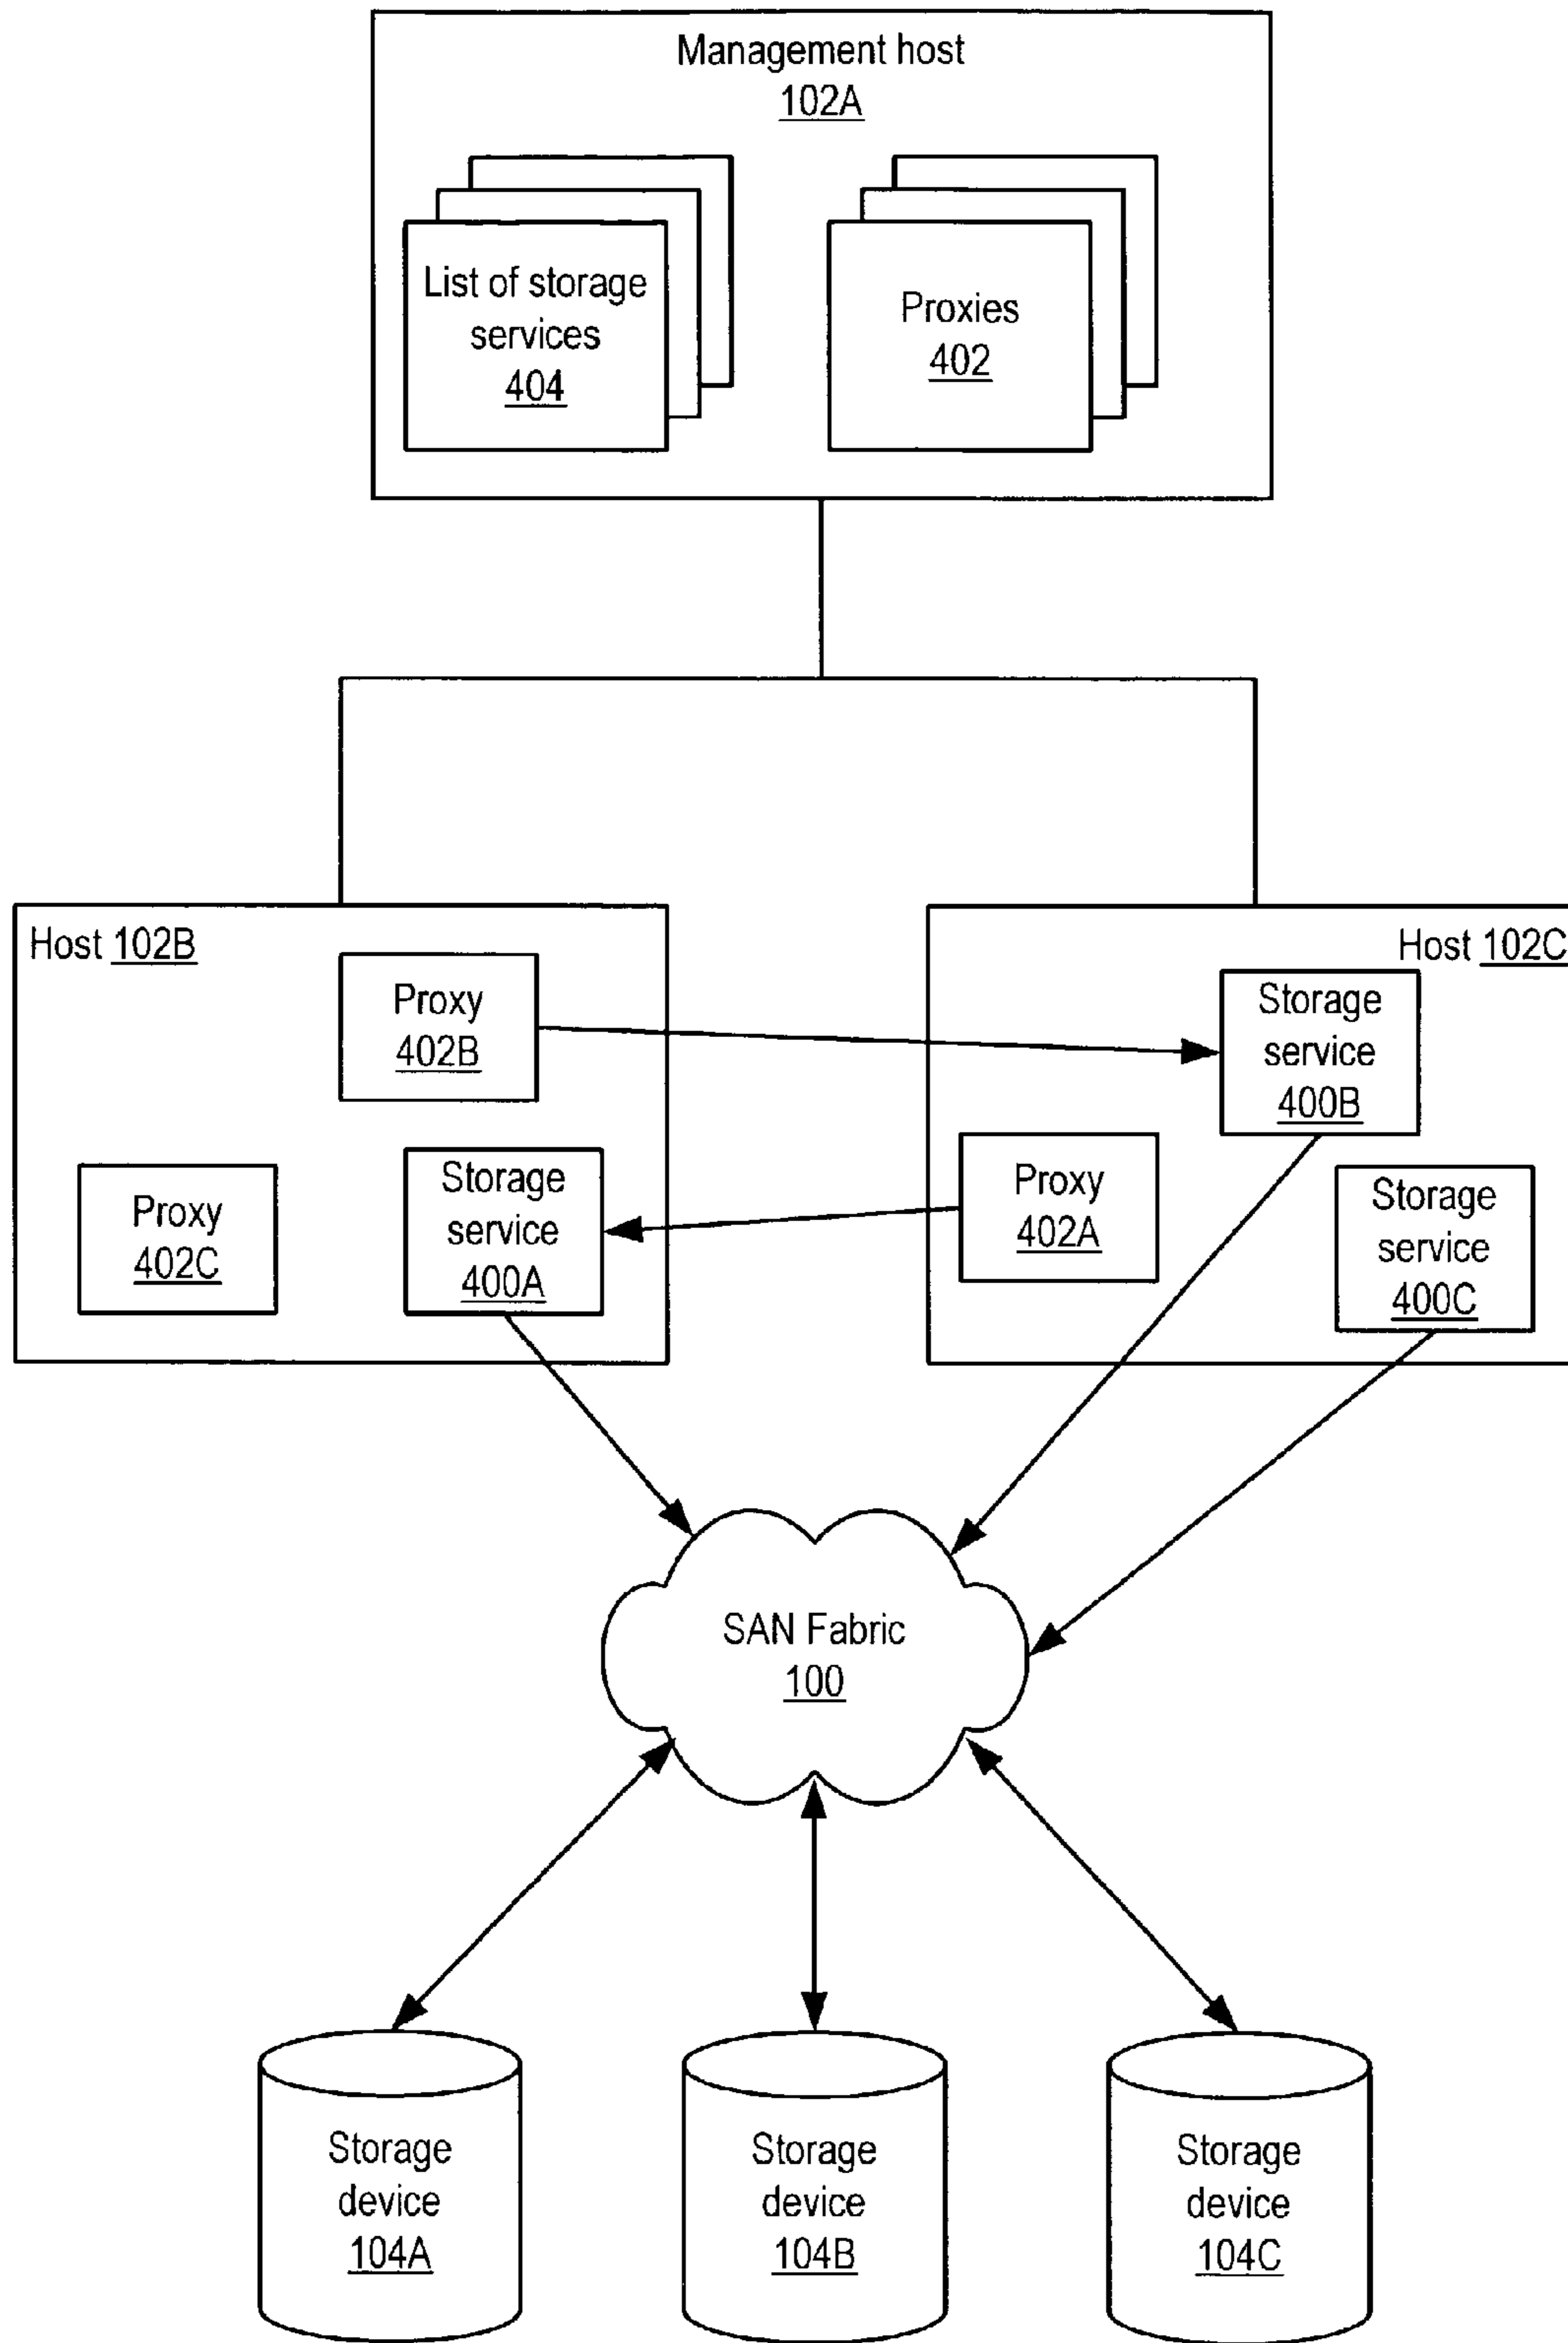 Management host
102A
List of storage
services
404
Proxies
402
Host 102B
Host 102C
Proxy
402B
Storage
service
400B
Proxy
402C
Storage
service
400A
Proxy
402A
Storage
service
400C
SAN Fabric
100
Storage
device
104A
Storage
device
104B
Storage
device
104C